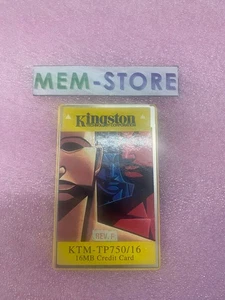 MEM-STORE
Kingston
KTM-TP750/16
16MB Credit Card